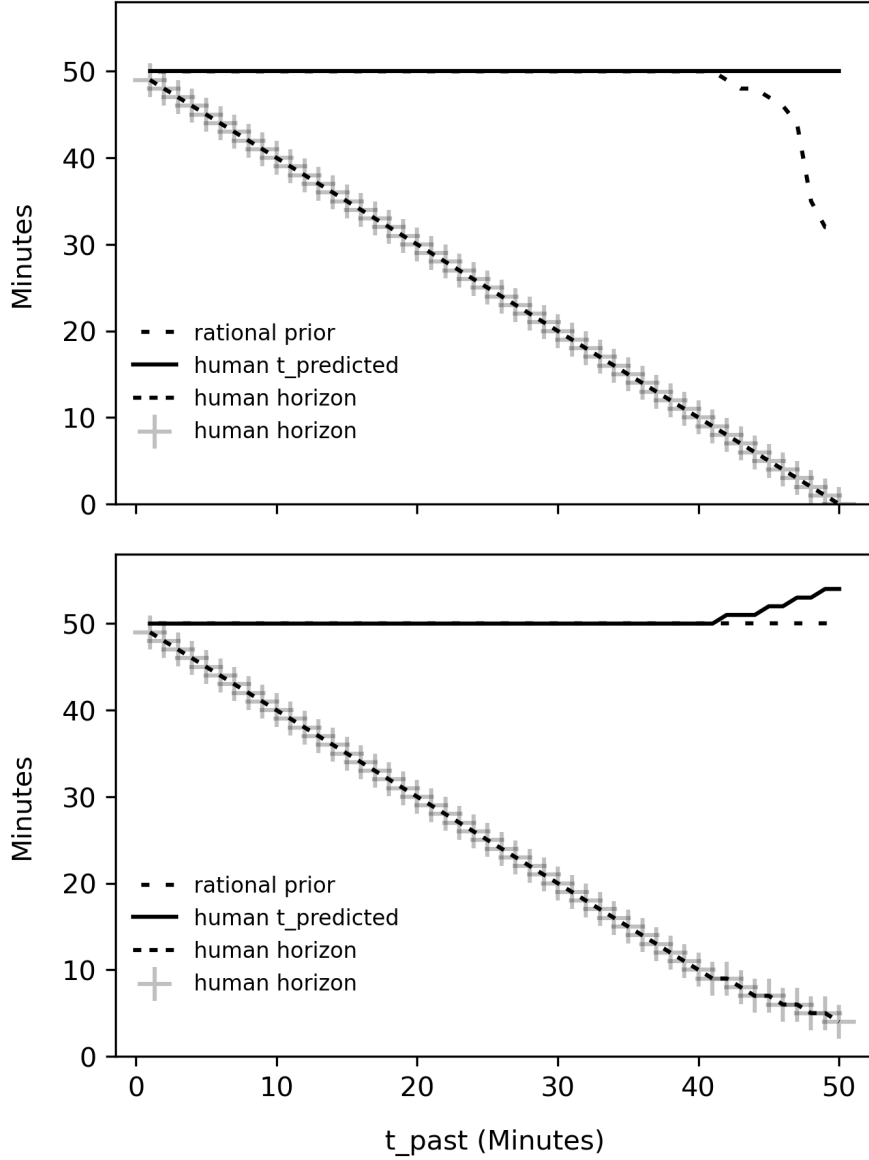 Minutes
50
40
30
20
10
0
rational prior
human t_predicted
human horizon
human horizon
Minutes
50
40
30
20
10
0
rational prior
human t_predicted
human horizon
human horizon
0 10 20 30 40 50
t_past (Minutes)